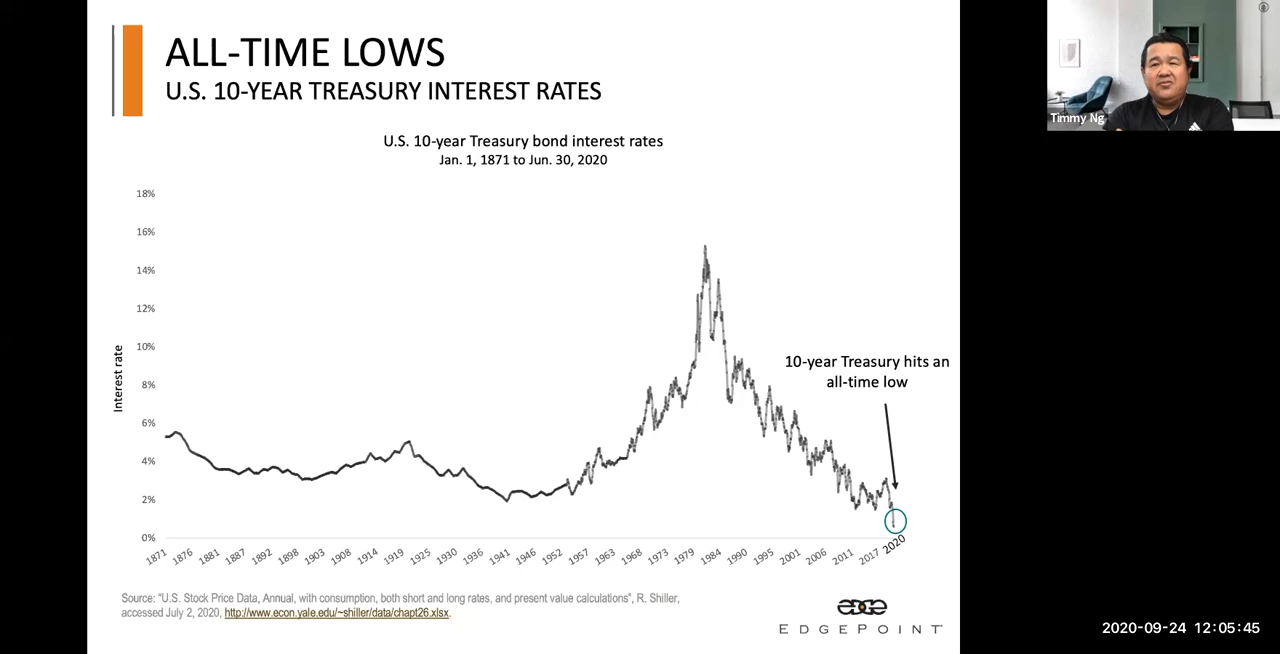 ALL-TIME LOWS
U.S. 10-YEAR TREASURY INTEREST RATES
Timmy Ng
U.S. 10-year Treasury bond interest rates
Jan. 1, 1871 to Jun. 30, 2020
18%
16%
14%
12%
10%
8%
6%
4%
2%
0%
Interest rate
10-year Treasury hits an
all-time low
1871 1876 1881 1887 1892 1898 1903 1908 1914 1919 1925 1930 1936 1941 1946 1952 1957 1963 1968 1973 1979 1984 1990 1995 2001 2006 2011 2017 2020
Source: "U.S. Stock Price Data, Annual, with consumption, both short and long rates, and present value calculations", R. Shiller,
accessed July 2, 2020, http://www.econ.yale.edu/~shiller/data/chapt26.xlsx.
edge
EDGEPOINT
2020-09-24 12:05:45